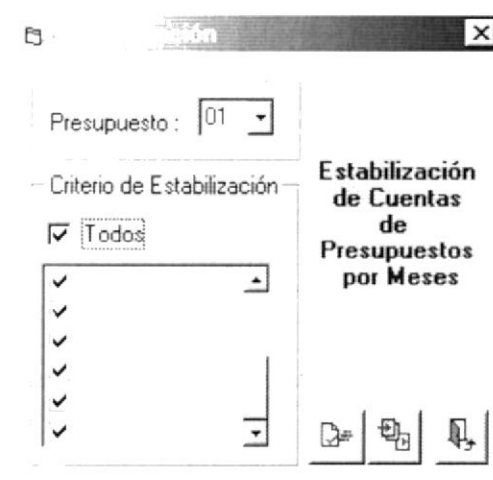 Presupuesto : 01
Criterio de Estabilización
Todos
Estabilización
de Cuentas
de
Presupuestos
por Meses